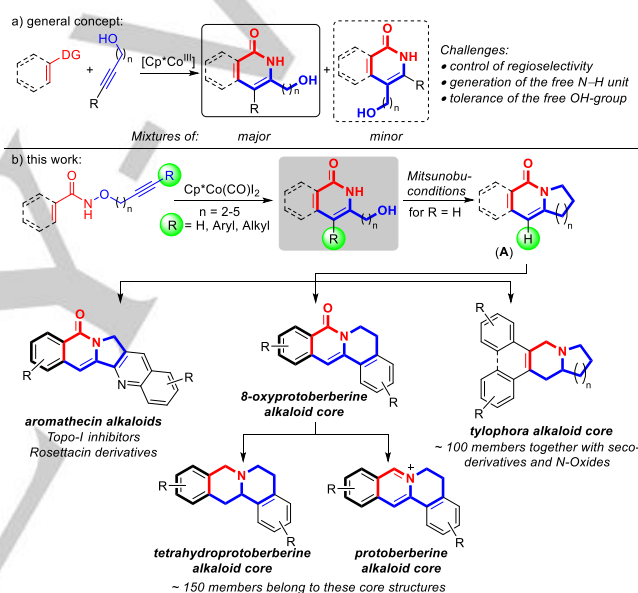 a) general concept:
DG
+
HO
n
R
[Cp*Co^III]
O
NH
OH
n
R
+
O
NH
R
HO
n
Challenges:
• control of regioselectivity
• generation of the free N–H unit
• tolerance of the free OH-group
Mixtures of: major minor
b) this work:
O
N
H
O
n
R
Cp*Co(CO)I2
n = 2-5
R = H, Aryl, Alkyl
O
NH
OH
n
R
Mitsunobu-
conditions
for R = H
O
N
n
H
(A)
R
O
N
N
R
aromathecin alkaloids
Topo-I inhibitors
Rosettacin derivatives
R
O
N
R
8-oxyprotoberberine
alkaloid core
R
N
n
R
tylophora alkaloid core
~ 100 members together with seco-
derivatives and N-Oxides
R
N
R
tetrahydroprotoberberine
alkaloid core
R
N
+
R
protoberberine
alkaloid core
~ 150 members belong to these core structures